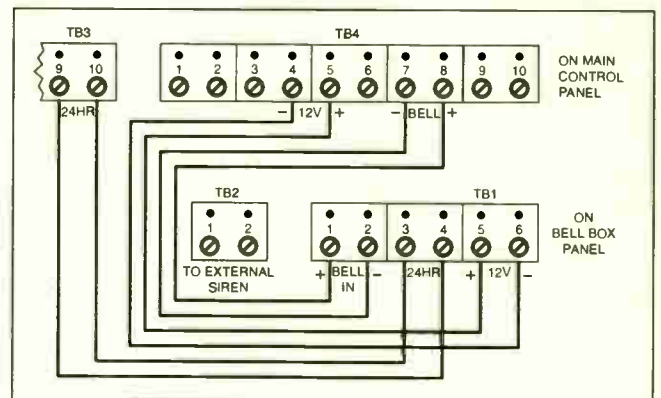 TB3 TB4
9 10 1 2 3 4 5 6 7 8 9 10
ON MAIN
CONTROL
PANEL
24HR - 12V + - BELL +
TB2 TB1
1 2 1 2 3 4 5 6
ON
BELL BOX
PANEL
TO EXTERNAL
SIREN
+ BELL
IN - 24HR + 12V -